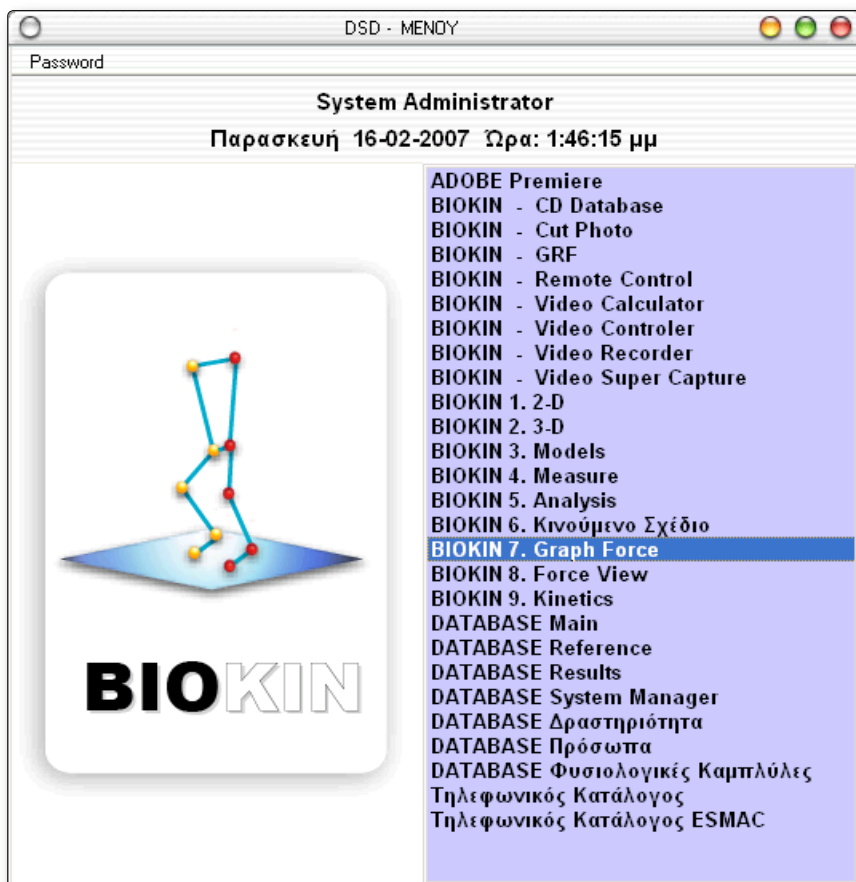 DSD - ΜΕΝΟΥ
Password
System Administrator
Παρασκευή 16-02-2007 Ώρα: 1:46:15 μμ
ADOBE Premiere
BIOKIN - CD Database
BIOKIN - Cut Photo
BIOKIN - GRF
BIOKIN - Remote Control
BIOKIN - Video Calculator
BIOKIN - Video Controler
BIOKIN - Video Recorder
BIOKIN - Video Super Capture
BIOKIN 1. 2-D
BIOKIN 2. 3-D
BIOKIN 3. Models
BIOKIN 4. Measure
BIOKIN 5. Analysis
BIOKIN 6. Κινούμενο Σχέδιο
BIOKIN 7. Graph Force
BIOKIN 8. Force View
BIOKIN 9. Kinetics
DATABASE Main
DATABASE Reference
DATABASE Results
DATABASE System Manager
DATABASE Δραστηριότητα
DATABASE Πρόσωπα
DATABASE Φυσιολογικές Καμπλύλες
Τηλεφωνικός Κατάλογος
Τηλεφωνικός Κατάλογος ESMAC
BIOKIN